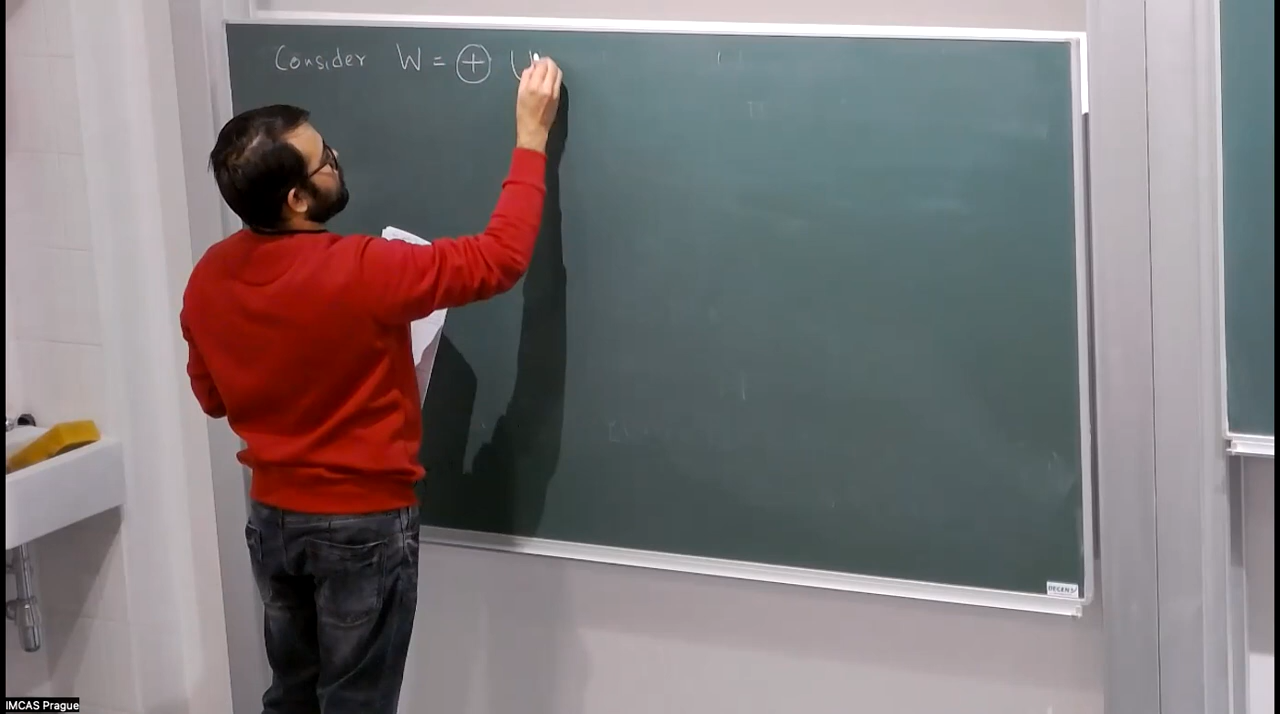 Consider W = ⊕ U
IMCAS Prague